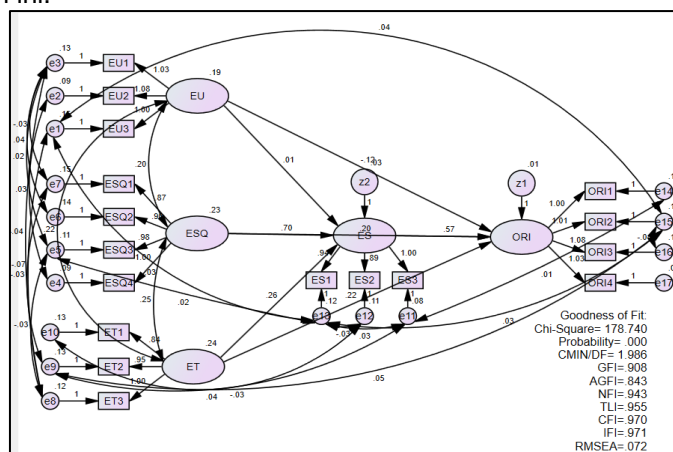 .04
.13
e3
1
EU1
1.03
.19
.09
e2
1
EU2
1.08
EU
e1
1
EU3
1.00
-.03
.04
.02
.20
.01
-.12
.03
.01
.15
e7
1
ESQ1
.87
z2
z1
ORI1
1
e14
.03
.14
e6
1
ESQ2
.23
1
1
1.00
ORI2
1
e15
1.01
-.04
.22
.11
e5
1
ESQ3
.98
ESQ
.70
.20
ES
.57
ORI
1.08
ORI3
1
e16
-.07
.09
e4
1
ESQ4
1.00
.03
.94
.89
1.00
1.03
ORI4
1
e17
-.03
.25
.02
.26
ES1
ES2
ES3
.01
.12
.22
.11
.08
.13
e10
1
ET1
.84
.24
e12
e11
-.03
.03
.03
-.03
.13
e9
1
ET2
.95
ET
.05
.12
e8
1
ET3
1.00
.04
-.03
Goodness of Fit:
Chi-Square= 178.740
Probability= .000
CMIN/DF= 1.986
GFI=.908
AGFI=.843
NFI=.943
TLI=.955
CFI=.970
IFI=.971
RMSEA=.072